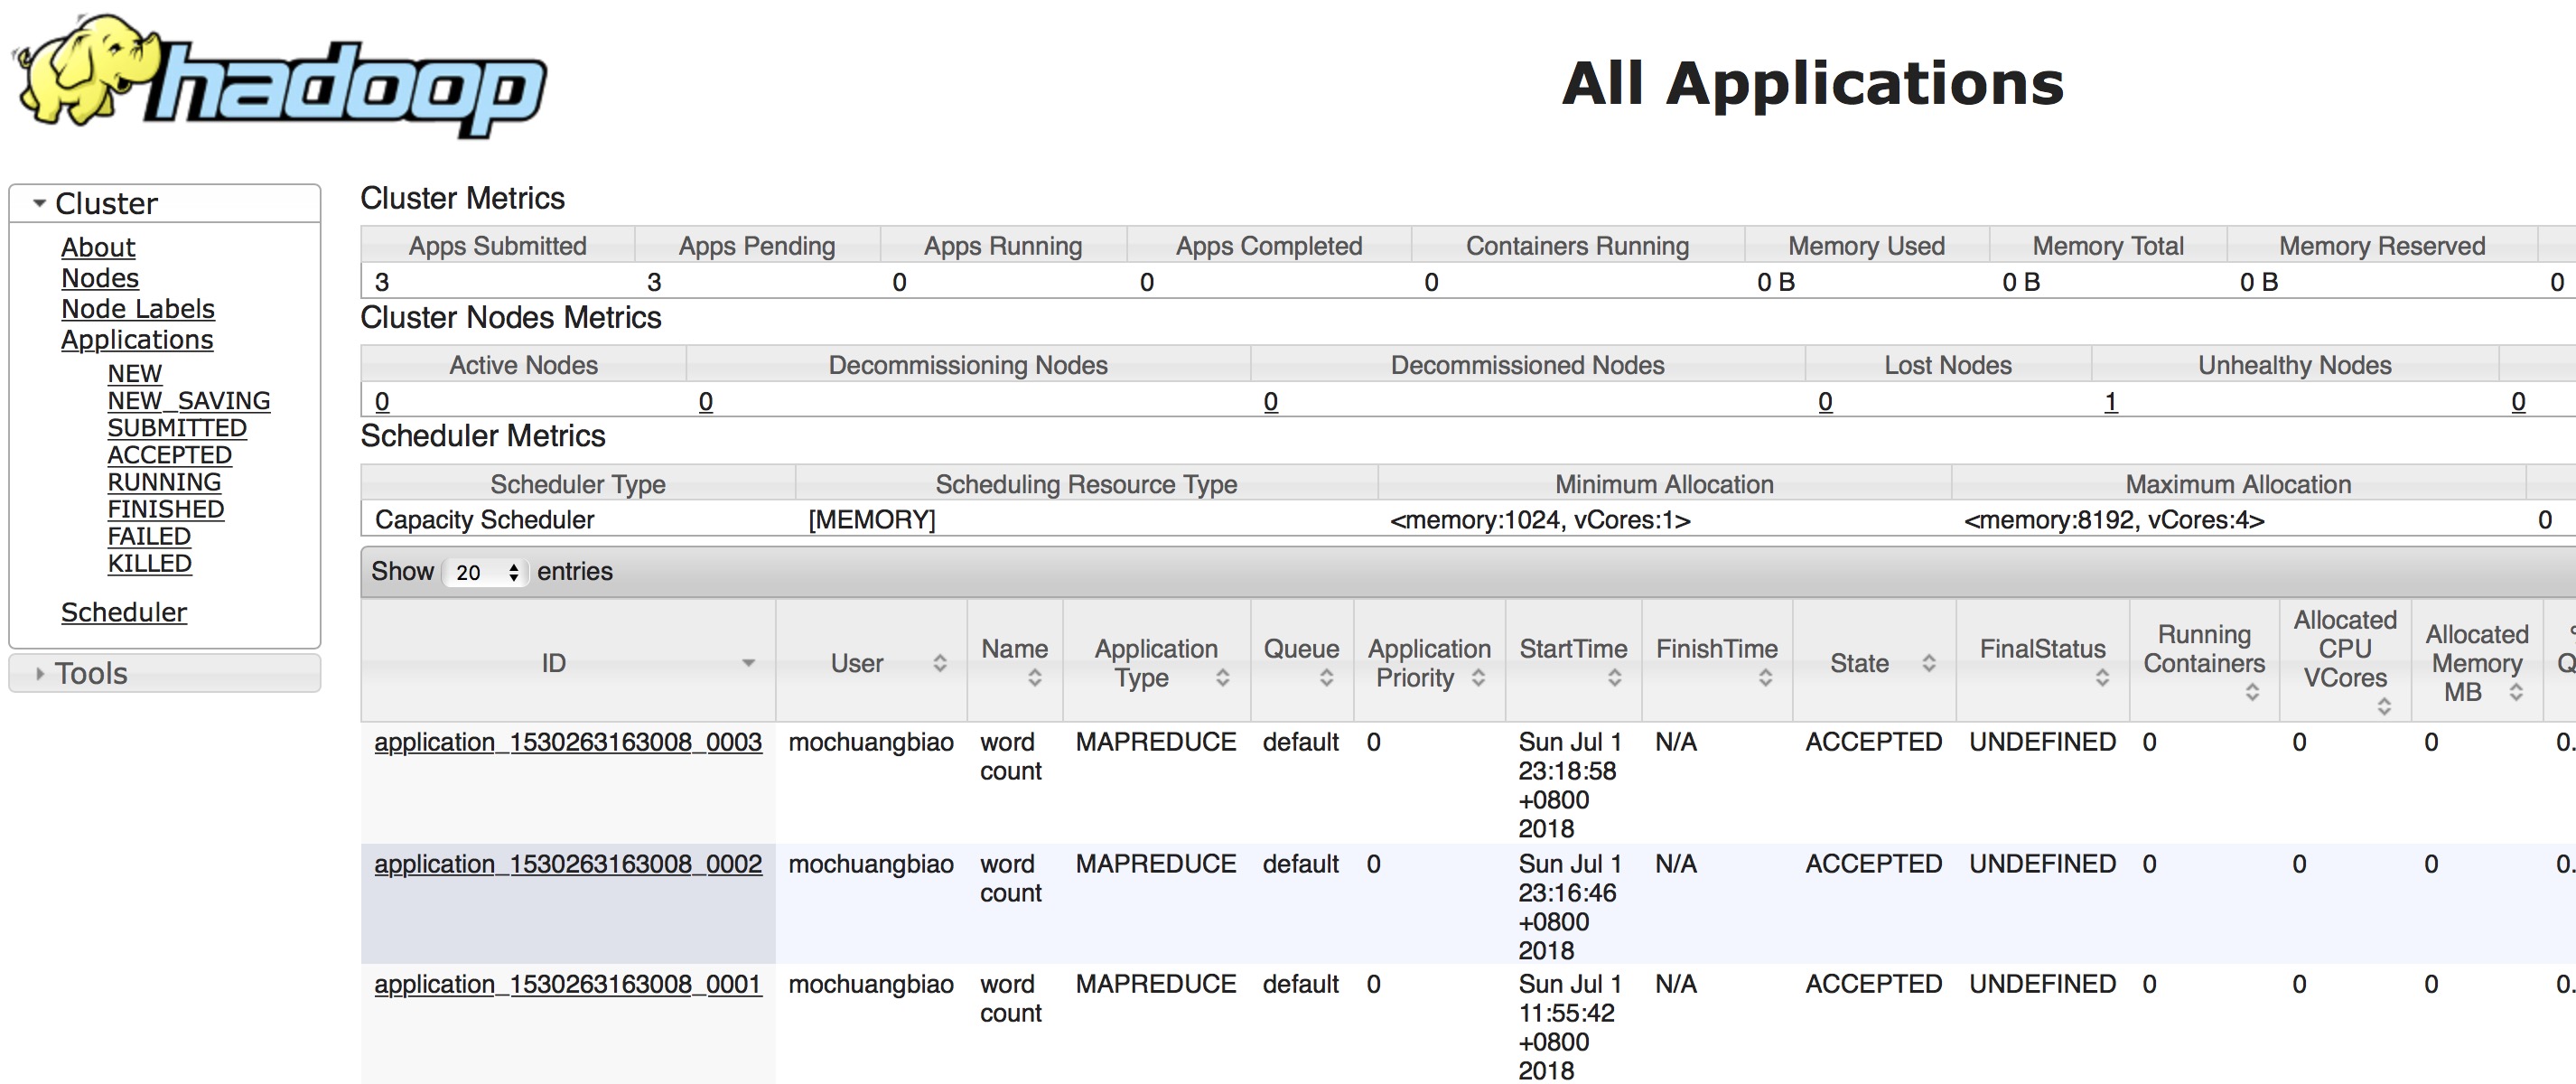 hadoop
All Applications
Cluster
About
Nodes
Node Labels
Applications
NEW
NEW_SAVING
SUBMITTED
ACCEPTED
RUNNING
FINISHED
FAILED
KILLED
Scheduler
Tools
Cluster Metrics
Apps Submitted Apps Pending Apps Running Apps Completed Containers Running Memory Used Memory Total Memory Reserved
3 3 0 0 0 0 B 0 B 0 B 0
Cluster Nodes Metrics
Active Nodes Decommissioning Nodes Decommissioned Nodes Lost Nodes Unhealthy Nodes
0 0 0 0 1 0
Scheduler Metrics
Scheduler Type Scheduling Resource Type Minimum Allocation Maximum Allocation
Capacity Scheduler [MEMORY] <memory:1024, vCores:1> <memory:8192, vCores:4> 0
Show 20 entries
ID User Name Application Type Queue Application Priority StartTime FinishTime State FinalStatus Running Containers Allocated CPU VCores Allocated Memory MB
application_1530263163008_0003 mochuangbiao word MAPREDUCE default 0 Sun Jul 1 N/A ACCEPTED UNDEFINED 0 0 0 0.
count 23:18:58
+0800
2018
application_1530263163008_0002 mochuangbiao word MAPREDUCE default 0 Sun Jul 1 N/A ACCEPTED UNDEFINED 0 0 0 0.
count 23:16:46
+0800
2018
application_1530263163008_0001 mochuangbiao word MAPREDUCE default 0 Sun Jul 1 N/A ACCEPTED UNDEFINED 0 0 0 0.
count 11:55:42
+0800
2018